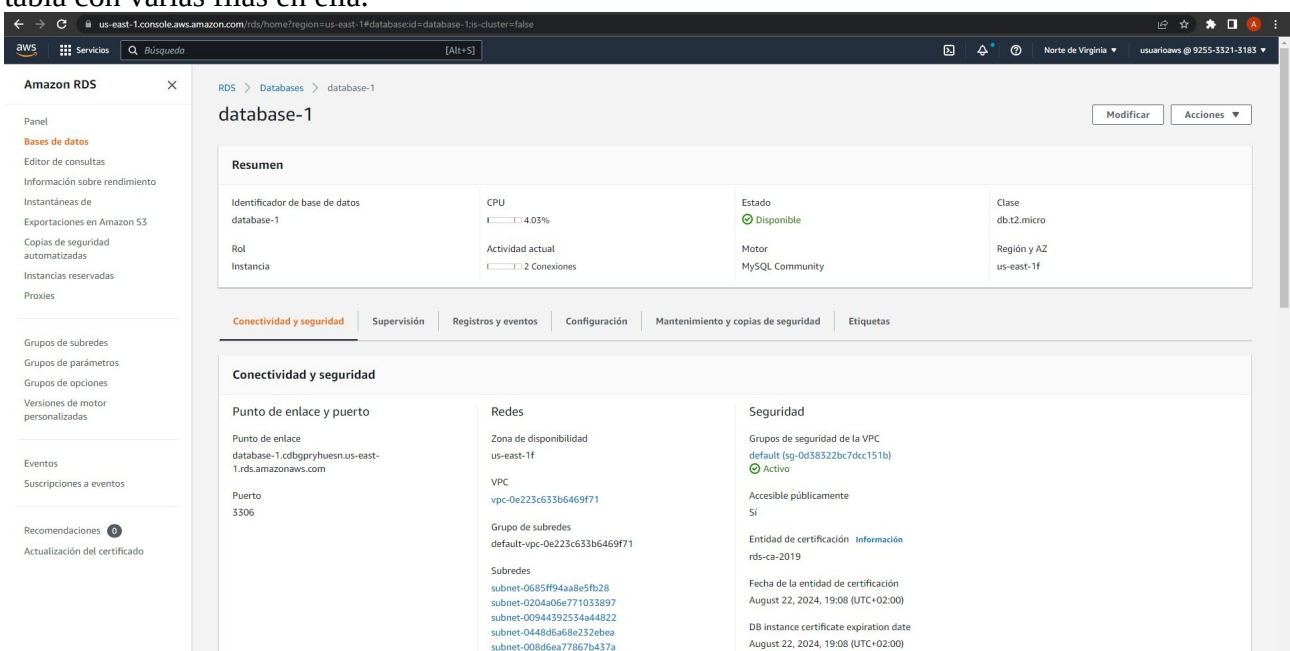 tabla con varias filas en ella.
us-east-1.console.aws.amazon.com/rds/home?region=us-east-1#database:id=database-1;is-cluster=false
aws Servicios Búsqueda [Alt+S] Norte de Virginia ▼ usuarioaws @ 9255-3321-3183 ▼
Amazon RDS
Panel
Bases de datos
Editor de consultas
Información sobre rendimiento
Instantáneas de
Exportaciones en Amazon S3
Copias de seguridad
automatizadas
Instancias reservadas
Proxies
Grupos de subredes
Grupos de parámetros
Grupos de opciones
Versiones de motor
personalizadas
Eventos
Suscripciones a eventos
Recomendaciones 0
Actualización del certificado
RDS > Databases > database-1
database-1
Modificar Acciones ▼
Resumen
Identificador de base de datos
database-1
CPU
4.03%
Estado
Disponible
Clase
db.t2.micro
Rol
Instancia
Actividad actual
2 Conexiones
Motor
MySQL Community
Región y AZ
us-east-1f
Conectividad y seguridad Supervisión Registros y eventos Configuración Mantenimiento y copias de seguridad Etiquetas
Conectividad y seguridad
Punto de enlace y puerto
Punto de enlace
database-1.cdbgpryhuesn.us-east-
1.rds.amazonaws.com
Puerto
3306
Redes
Zona de disponibilidad
us-east-1f
VPC
vpc-0e223c633b6469f71
Grupo de subredes
default-vpc-0e223c633b6469f71
Subredes
subnet-0685ff94aa8e5fb28
subnet-0204a06e771033897
subnet-00944392534a44822
subnet-0448d6a68e232ebea
subnet-008d6ea77867b437a
Seguridad
Grupos de seguridad de la VPC
default (sg-0d38322bc7dcc151b)
Activo
Accesible públicamente
Sí
Entidad de certificación Información
rds-ca-2019
Fecha de la entidad de certificación
August 22, 2024, 19:08 (UTC+02:00)
DB instance certificate expiration date
August 22, 2024, 19:08 (UTC+02:00)